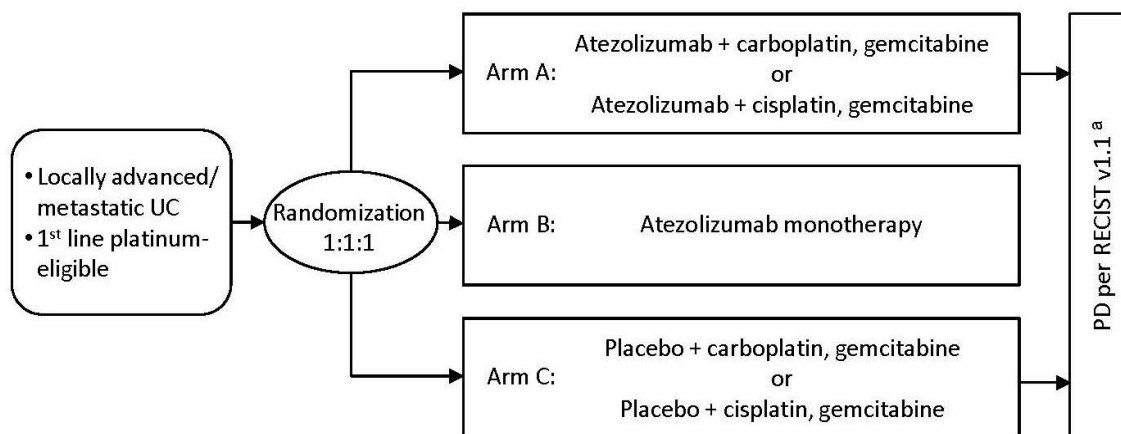 • Locally advanced/
metastatic UC
• 1st line platinum-
eligible
Randomization
1:1:1
Arm A:
Atezolizumab + carboplatin, gemcitabine
or
Atezolizumab + cisplatin, gemcitabine
Arm B:
Atezolizumab monotherapy
Arm C:
Placebo + carboplatin, gemcitabine
or
Placebo + cisplatin, gemcitabine
PD per RECIST v1.1 a